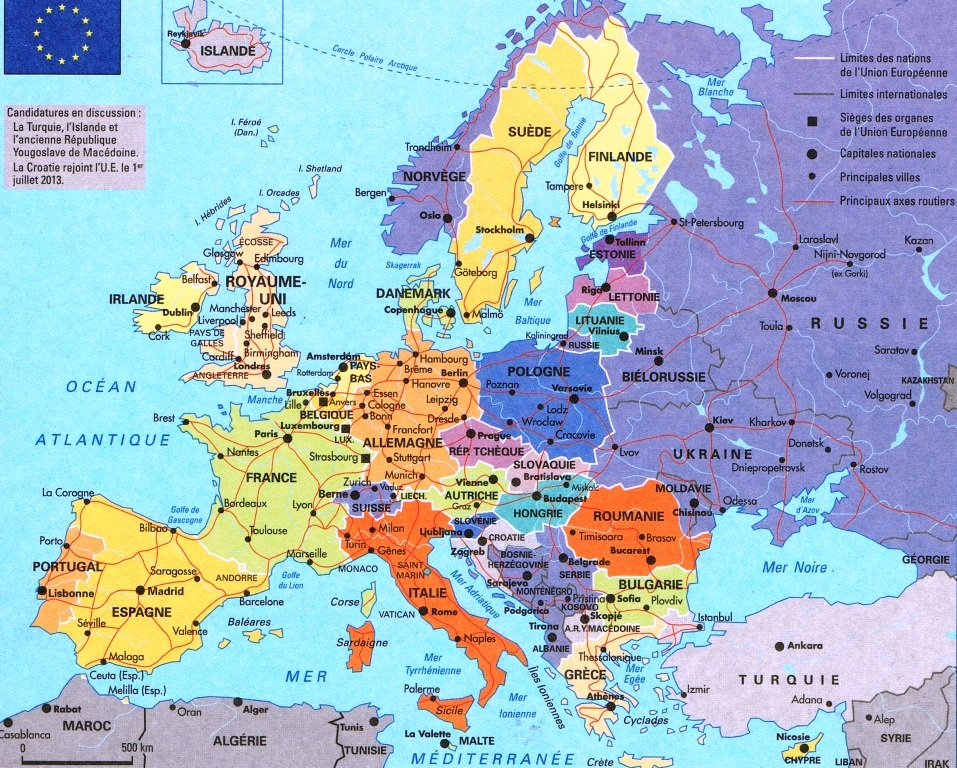 Reykjavik
ISLANDE
Cercle Polaire Arctique
Mer
Blanche
Limites des nations
de l'Union Européenne
Limites internationales
Sièges des organes
de l'Union Européenne
Capitales nationales
Principales villes
Principaux axes routiers
Candidatures en discussion :
La Turquie, l'Islande et
l'ancienne République
Yougoslave de Macédoine.
La Croatie rejoint l'U.E. le 1er
juillet 2013.
I. Féroé
(Dan.)
I. Shetland
I. Orcades
I. Hébrides
SUÈDE
FINLANDE
NORVÈGE
Golfe de Bornie
Trondheim
Bergen
Oslo
Tampere
Helsinki
Stockholm
Golfe de Finlande
St-Petersbourg
Tallinn
ESTONIE
Göteborg
Skagerrak
Mer
du
Nord
Mer
Baltique
Riga
LETTONIE
LITUANIE
Vilnius
Kaliningrad
RUSSIE
Minsk
BIÉLORUSSIE
Laroslavl
Kazan
Nijni-Novgorod
(ex Gorki)
Moscou
Toula
RUSSIE
Saratov
Voronej
KAZAKHSTAN
Volgograd
ÉCOSSE
Glasgow
Edimbourg
Belfast
ROYAUME-
UNI
IRLANDE
Dublin
Cork
Manchester
Leeds
Liverpool
Sheffield
PAYS DE
GALLES
Birmingham
Cardiff
Londres
ANGLETERRE
DANEMARK
Copenhague
Malmö
Amsterdam
Rotterdam
PAYS-
BAS
Bruxelles
Lille
Anvers
BELGIQUE
Luxembourg
LUX.
Manche
OCÉAN
ATLANTIQUE
Hambourg
Brême
Hanovre
Berlin
Essen
Cologne
Bonn
Leipzig
Dresde
Francfort
ALLEMAGNE
Stuttgart
Munich
Strasbourg
POLOGNE
Poznan
Varsovie
Lodz
Wroclaw
Cracovie
Prague
RÉP. TCHÈQUE
SLOVAQUIE
Bratislava
Vienne
AUTRICHE
Graz
Miskolc
Budapest
HONGRIE
Lvov
Kiev
Kharkov
UKRAINE
Donetsk
Dniepropetrovsk
Rostov
MOLDAVIE
Chisinau
Odessa
Mer
d'Azov
Brest
Paris
Nantes
FRANCE
Bordeaux
Lyon
Toulouse
Marseille
Zurich
Vaduz
Berne
LIECH.
SUISSE
Golfe de
Gascogne
Golfe
du Lion
ANDORRE
MONACO
La Corogne
Bilbao
Porto
PORTUGAL
Lisbonne
Saragosse
Madrid
ESPAGNE
Barcelone
Valence
Séville
Malaga
Baléares
Ceuta (Esp.)
Melilla (Esp.)
Milan
Turin
Gênes
SAINT
MARIN
ITALIE
VATICAN
Rome
Naples
Corse
Sardaigne
Palerme
Sicile
Mer
Tyrrhénienne
Mer Adriatique
Mer
Ionienne
Îles Ioniennes
SLOVÉNIE
Ljubljana
Zagreb
CROATIE
BOSNIE-
HERZÉGOVINE
Sarajevo
Belgrade
SERBIE
MONTÉNÉGRO
Pristina
KOSOVO
Podgorica
Skopjé
A.R.Y.MACÉDOINE
Tirana
ALBANIE
ROUMANIE
Timisoara
Brasov
Bucarest
BULGARIE
Sofia
Plovdiv
Mer Noire
GÉORGIE
Istanbul
Thessalonique
GRÈCE
Mer
Egée
Athènes
Cyclades
Crète
Izmir
Ankara
TURQUIE
Adana
Alep
SYRIE
Nicosie
CHYPRE
LIBAN
IRAK
MER
MÉDITERRANÉE
La Valette
MALTE
Rabat
Casablanca
MAROC
Oran
Alger
ALGÉRIE
Tunis
TUNISIE
0
500 km